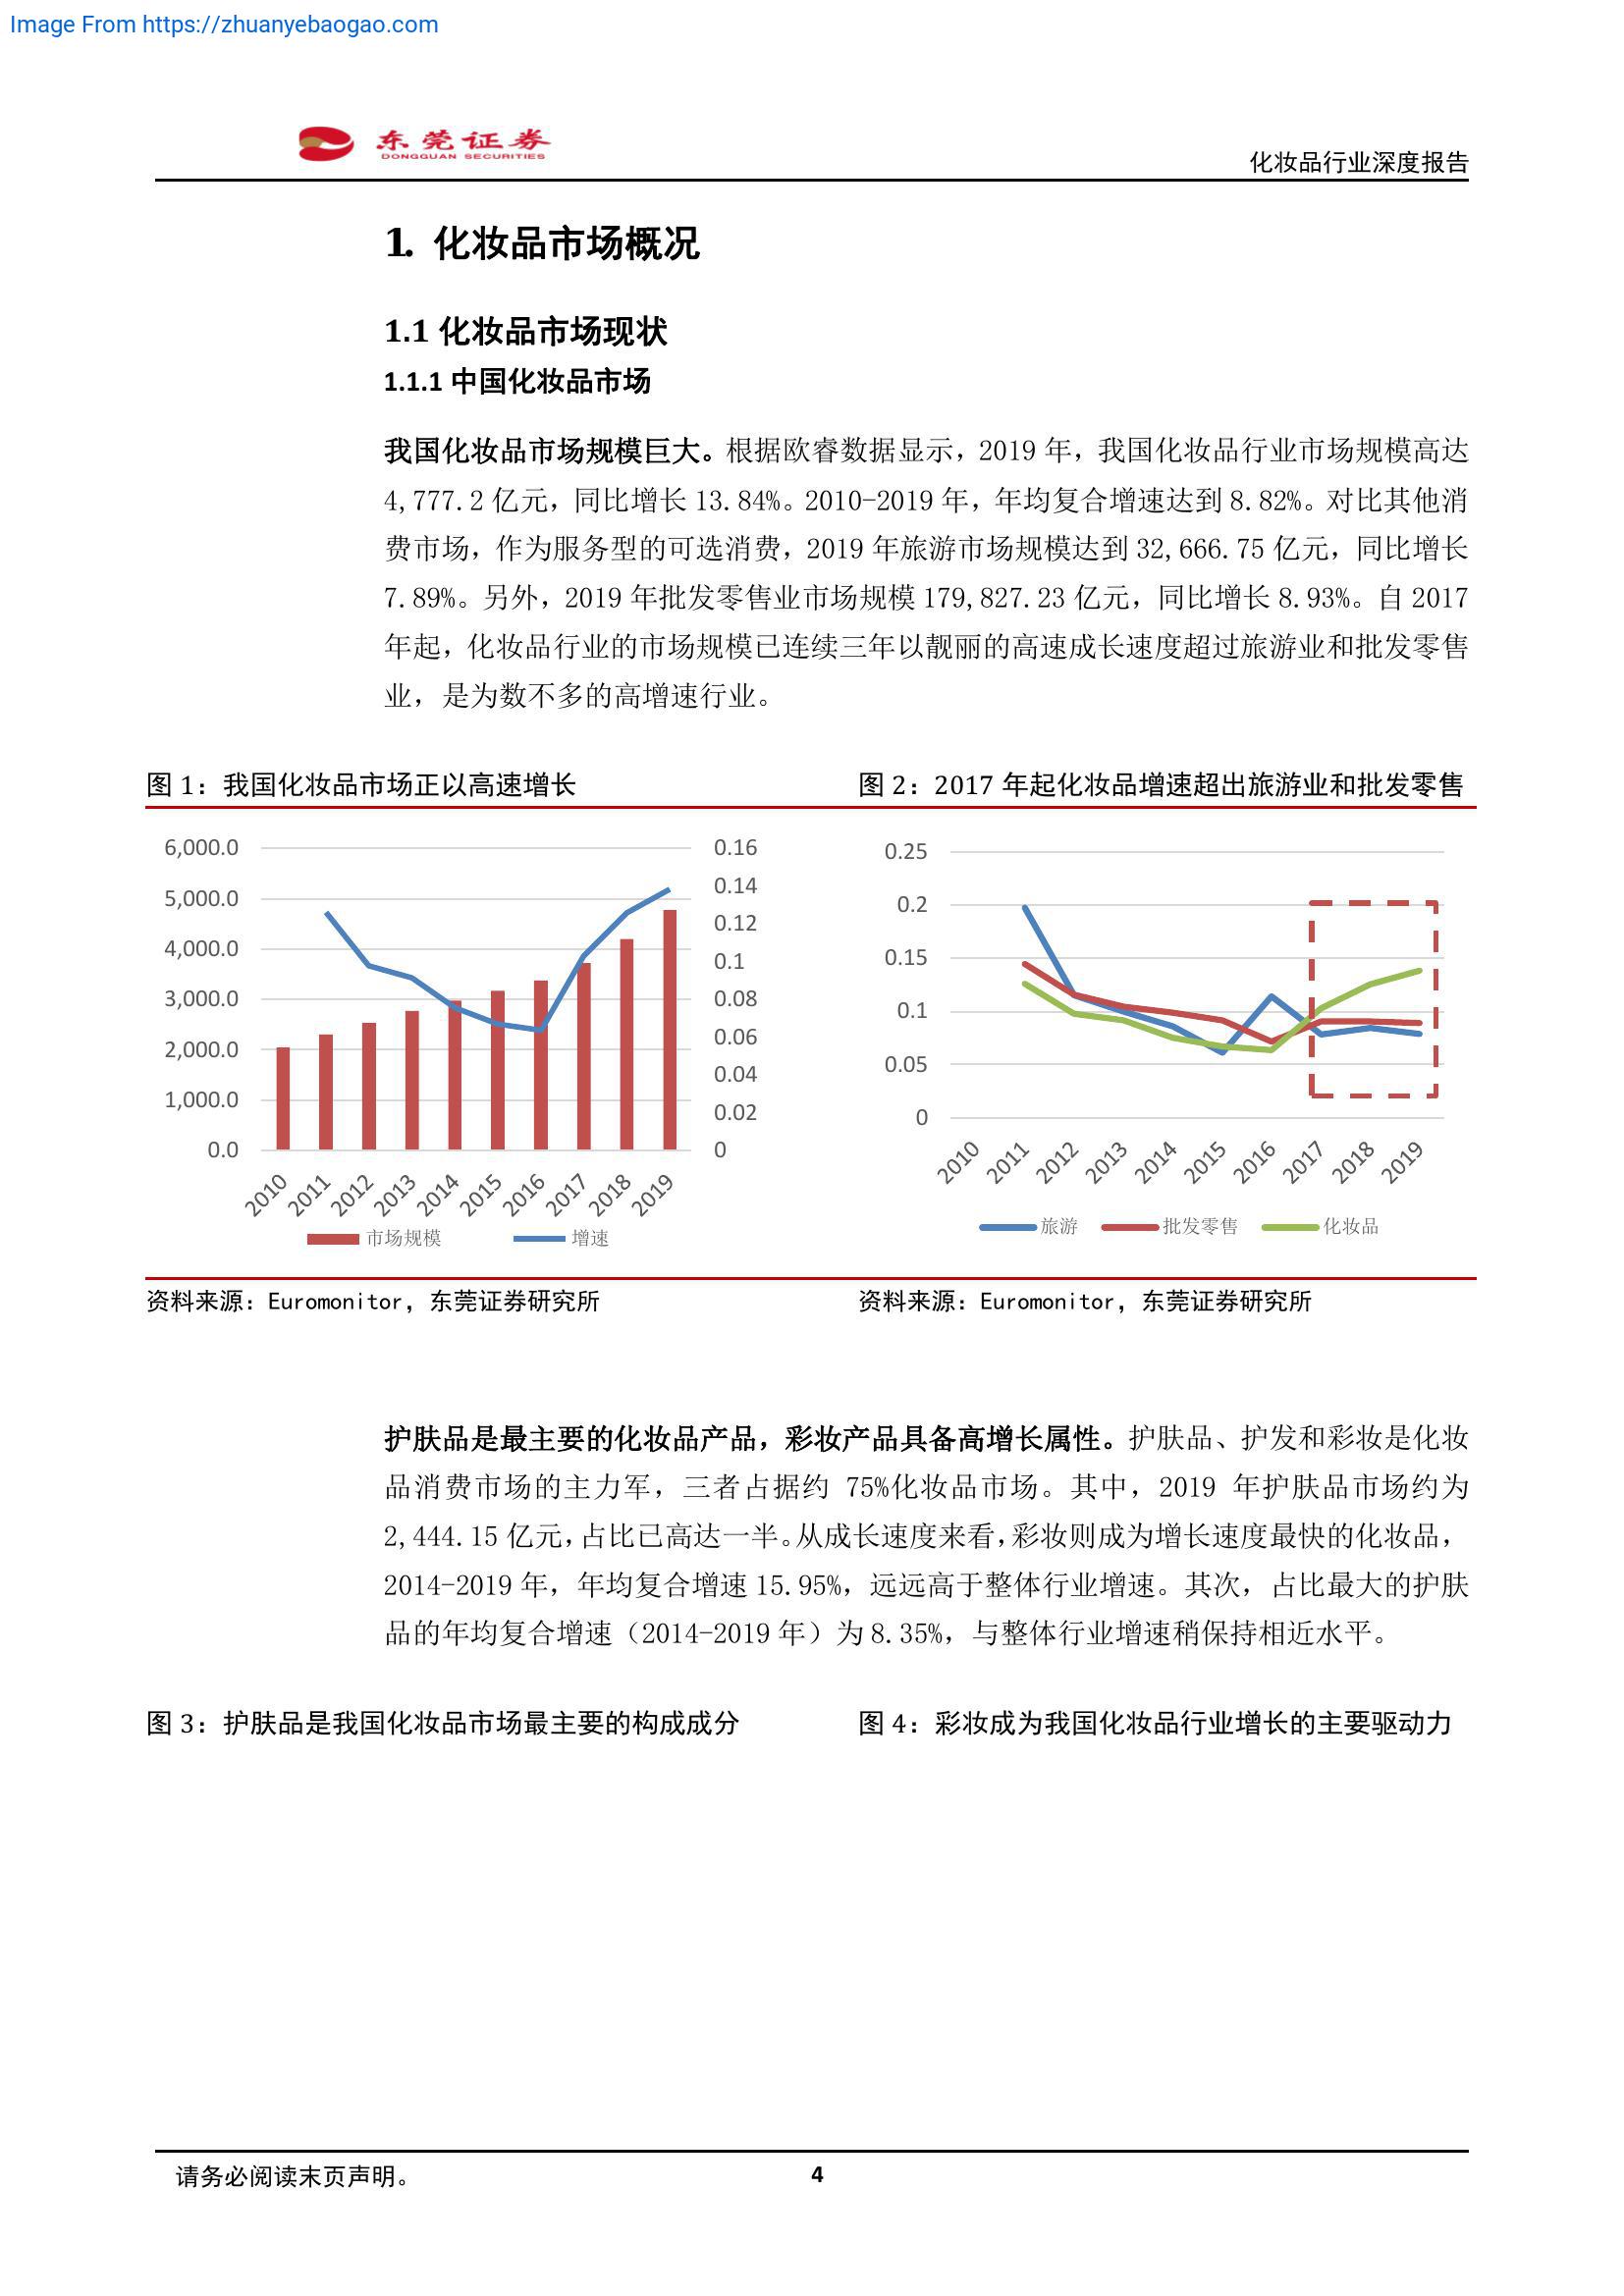 Image From https://zhuanyebaogao.com
东莞证券
DONGGUAN SECURITIES
化妆品行业深度报告
1. 化妆品市场概况
1.1 化妆品市场现状
1.1.1 中国化妆品市场
我国化妆品市场规模巨大。根据欧睿数据显示，2019 年，我国化妆品行业市场规模高达
4,777.2 亿元，同比增长 13.84%。2010-2019 年，年均复合增速达到 8.82%。对比其他消
费市场，作为服务型的可选消费，2019 年旅游市场规模达到 32,666.75 亿元，同比增长
7.89%。另外，2019 年批发零售业市场规模 179,827.23 亿元，同比增长 8.93%。自 2017
年起，化妆品行业的市场规模已连续三年以靓丽的高速成长速度超过旅游业和批发零售
业，是为数不多的高增速行业。
图 1：我国化妆品市场正以高速增长
6,000.0
5,000.0
4,000.0
3,000.0
2,000.0
1,000.0
0.0
0.16
0.14
0.12
0.1
0.08
0.06
0.04
0.02
0
2010 2011 2012 2013 2014 2015 2016 2017 2018 2019
市场规模 增速
图 2：2017 年起化妆品增速超出旅游业和批发零售
0.25
0.2
0.15
0.1
0.05
0
2010 2011 2012 2013 2014 2015 2016 2017 2018 2019
旅游 批发零售 化妆品
资料来源：Euromonitor，东莞证券研究所
资料来源：Euromonitor，东莞证券研究所
护肤品是最主要的化妆品产品，彩妆产品具备高增长属性。护肤品、护发和彩妆是化妆
品消费市场的主力军，三者占据约 75%化妆品市场。其中，2019 年护肤品市场约为
2,444.15 亿元，占比已高达一半。从成长速度来看，彩妆则成为增长速度最快的化妆品，
2014-2019 年，年均复合增速 15.95%，远远高于整体行业增速。其次，占比最大的护肤
品的年均复合增速（2014-2019 年）为 8.35%，与整体行业增速稍保持相近水平。
图 3：护肤品是我国化妆品市场最主要的构成成分
图 4：彩妆成为我国化妆品行业增长的主要驱动力
请务必阅读末页声明。
4